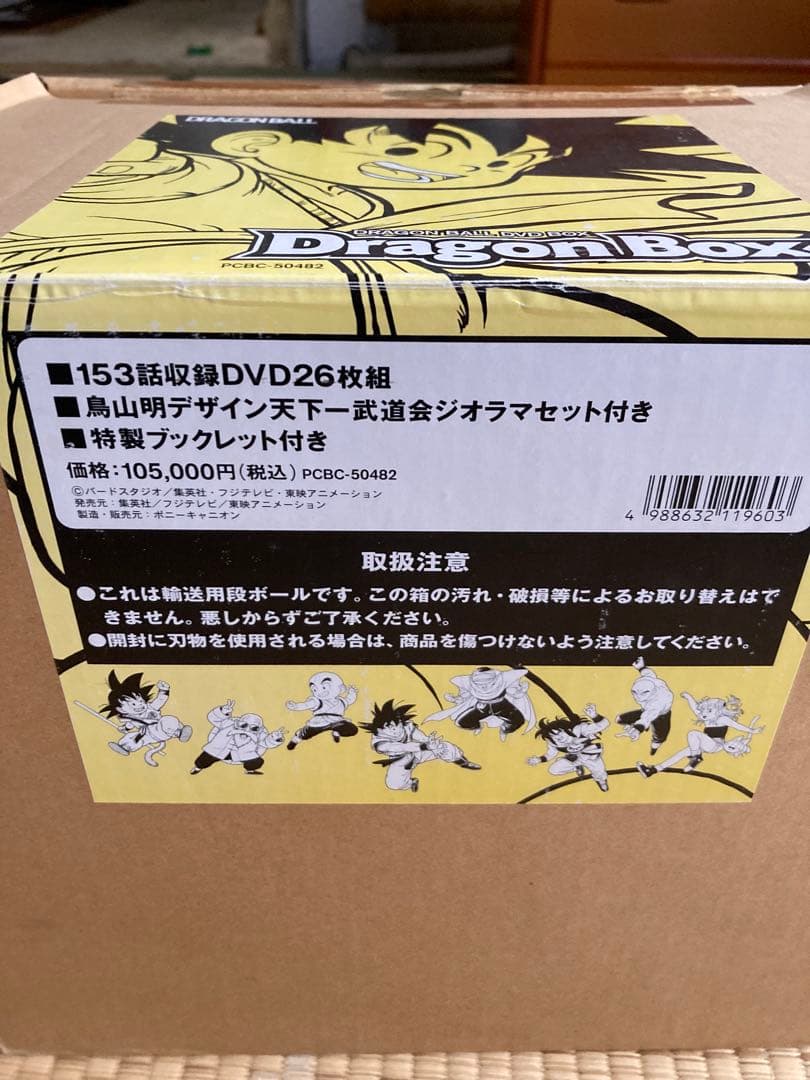 DRAGON BALL
DRAGON BALL DVD BOX
Dragon Box
PCBC-50482
■153話収録DVD26枚組
■鳥山明デザイン天下一武道会ジオラマセット付き
■特製ブックレット付き
価格:105,000円(税込) PCBC-50482
©バードスタジオ/集英社・フジテレビ・東映アニメーション
発売元:集英社/フジテレビ/東映アニメーション
製造・販売元:ポニーキャニオン
4 988632 119603
取扱注意
●これは輸送用段ボールです。この箱の汚れ・破損等によるお取り替えはで
きません。悪しからずご了承ください。
●開封に刃物を使用される場合は、商品を傷つけないよう注意してください。